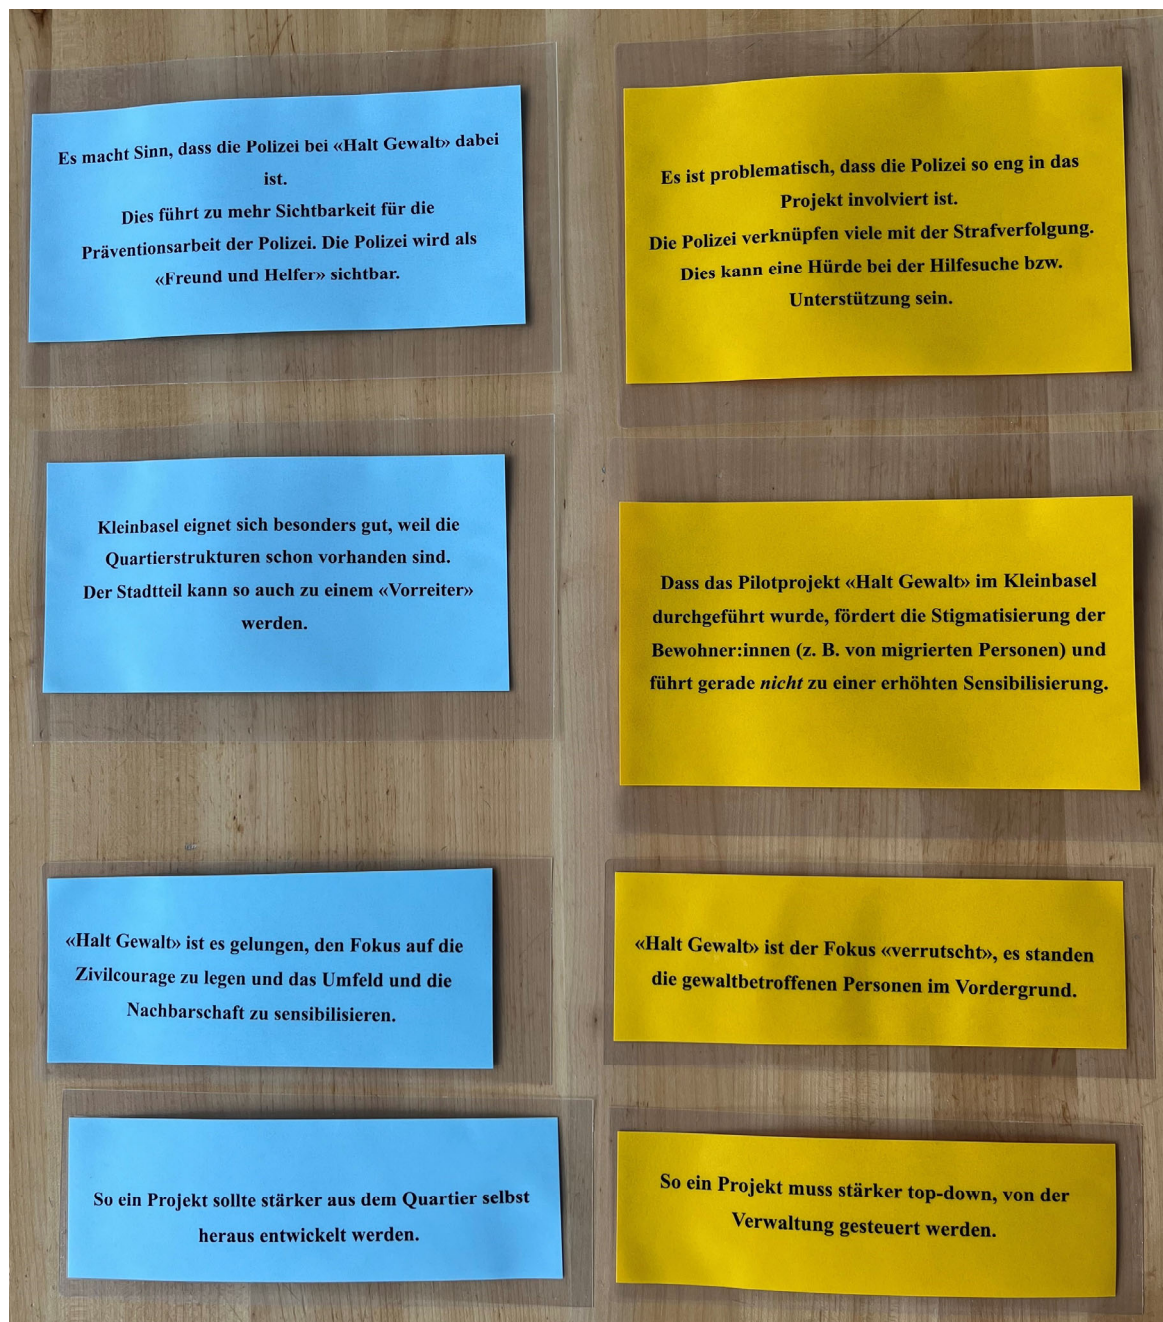 Es macht Sinn, dass die Polizei bei «Halt Gewalt» dabei
ist.
Dies führt zu mehr Sichtbarkeit für die
Präventionsarbeit der Polizei. Die Polizei wird als
«Freund und Helfer» sichtbar.
Es ist problematisch, dass die Polizei so eng in das
Projekt involviert ist.
Die Polizei verknüpfen viele mit der Strafverfolgung.
Dies kann eine Hürde bei der Hilfesuche bzw.
Unterstützung sein.
Kleinbasel eignet sich besonders gut, weil die
Quartierstrukturen schon vorhanden sind.
Der Stadtteil kann so auch zu einem «Vorreiter»
werden.
Dass das Pilotprojekt «Halt Gewalt» im Kleinbasel
durchgeführt wurde, fördert die Stigmatisierung der
Bewohner:innen (z. B. von migrierten Personen) und
führt gerade nicht zu einer erhöhten Sensibilisierung.
«Halt Gewalt» ist es gelungen, den Fokus auf die
Zivilcourage zu legen und das Umfeld und die
Nachbarschaft zu sensibilisieren.
«Halt Gewalt» ist der Fokus «verrutscht», es standen
die gewaltbetroffenen Personen im Vordergrund.
So ein Projekt sollte stärker aus dem Quartier selbst
heraus entwickelt werden.
So ein Projekt muss stärker top-down, von der
Verwaltung gesteuert werden.